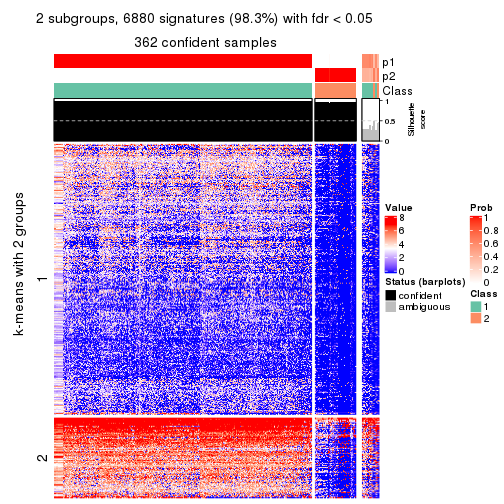 2 subgroups, 6880 signatures (98.3%) with fdr < 0.05
362 confident samples
p1
p2
Class
1
0.5
0
Silhouette
score
k-means with 2 groups
1
2
Value
8
6
4
2
0
Status (barplots)
confident
ambiguous
Prob
1
0.8
0.6
0.4
0.2
0
Class
1
2